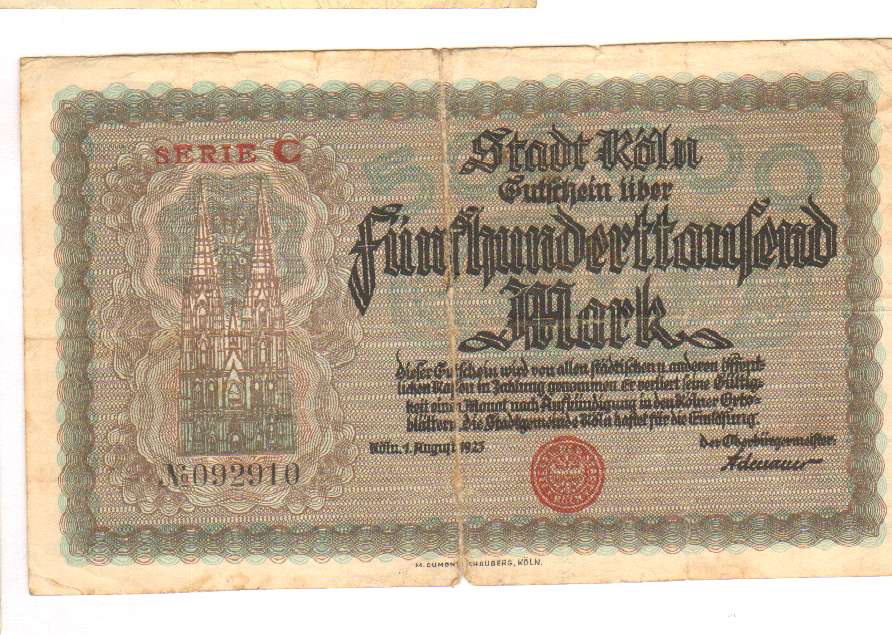 SERIE C
Stadt Köln
Gutschein über
Fünfhunderttausend
Mark
Dieser Gutschein wird von allen städtischen u. anderen öffent-
lichen Kassen in Zahlung genommen. Er verliert seine Gültig-
keit einen Monat nach Aufkündigung in den Kölner Orts-
blättern. Die Stadtgemeinde Köln haftet für die Einlösung.
Köln, 1. August 1923
Der Oberbürgermeister:
Adenauer
№ 092910
M. DUMONT SCHAUBERG, KÖLN.